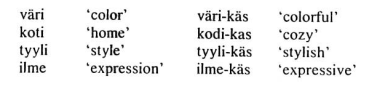 väri ‘color’ väri-käs ‘colorful’
koti ‘home’ kodi-kas ‘cozy’
tyyli ‘style’ tyyli-käs ‘stylish’
ilme ‘expression’ ilme-käs ‘expressive’